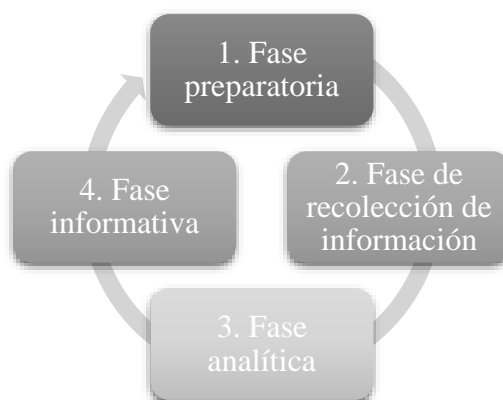 1. Fase
preparatoria
2. Fase de
recolección de
información
3. Fase
analítica
4. Fase
informativa